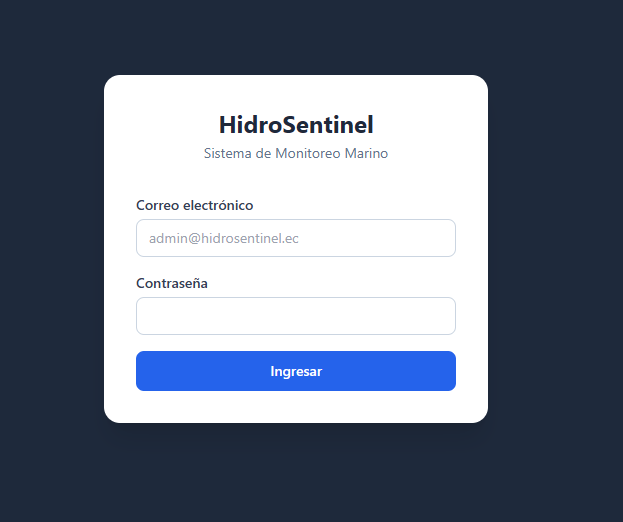 HidroSentinel
Sistema de Monitoreo Marino
Correo electrónico
admin@hidrosentinel.ec
Contraseña
Ingresar